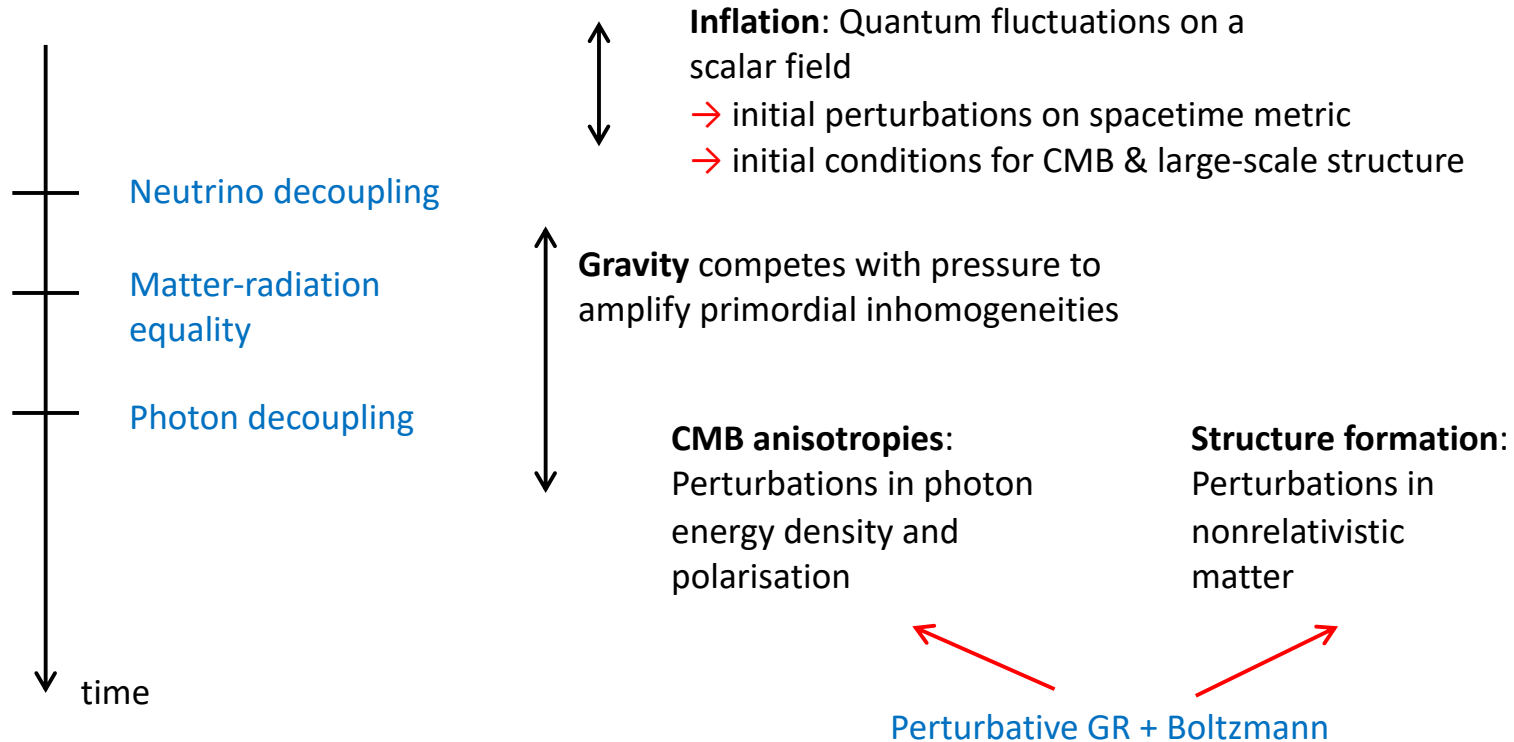 Inflation: Quantum fluctuations on a
scalar field
→ initial perturbations on spacetime metric
→ initial conditions for CMB & large-scale structure
Neutrino decoupling
Gravity competes with pressure to
amplify primordial inhomogeneities
Matter-radiation
equality
Photon decoupling
CMB anisotropies:
Perturbations in photon
energy density and
polarisation
Structure formation:
Perturbations in
nonrelativistic
matter
time
Perturbative GR + Boltzmann